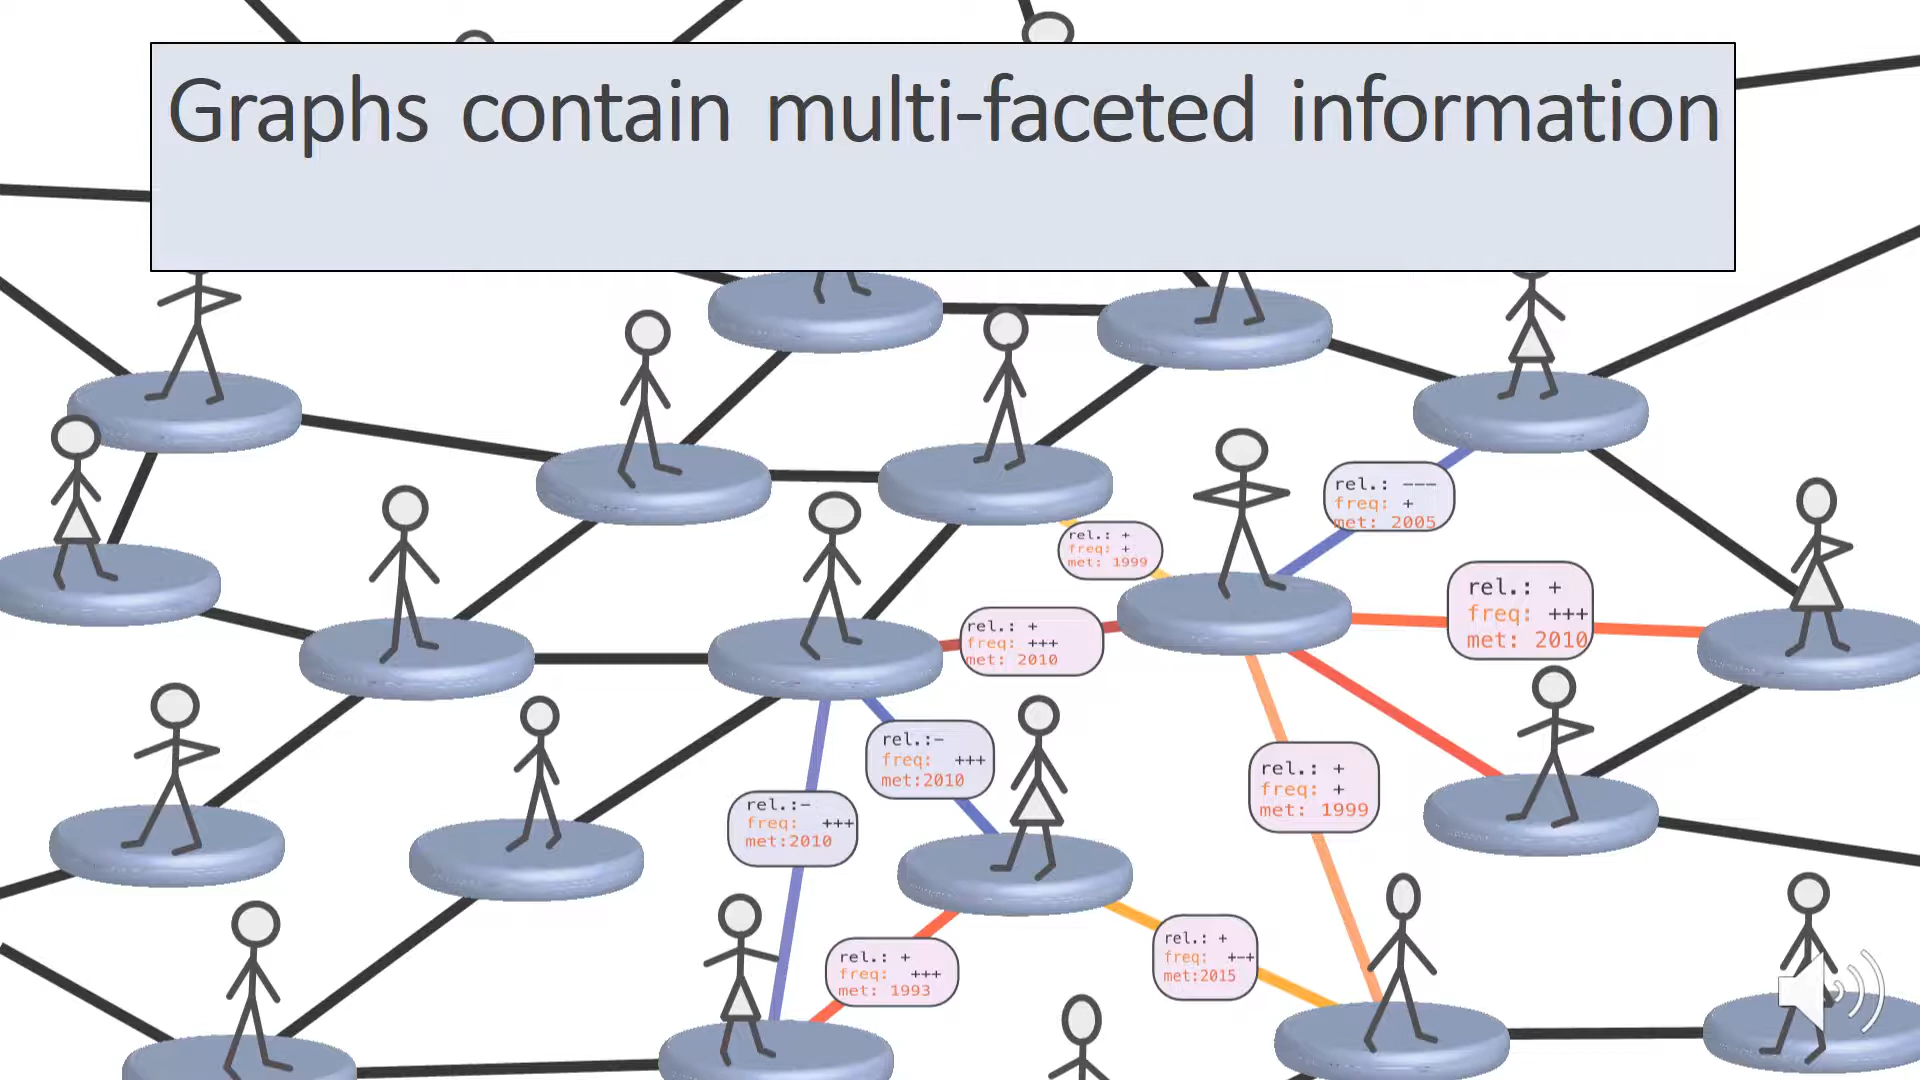 Graphs contain multi-faceted information
rel.: ---
freq: +
met: 2005
rel.: +
freq: +
met: 1999
rel.: +
freq: +++
met: 2010
rel.: +
freq: +++
met: 2010
rel.:-
freq: +++
met:2010
rel.: +
freq: +
met: 1999
rel.:-
freq: +++
met:2010
rel.: +
freq: +-+
met:2015
rel.: +
freq: +++
met: 1993